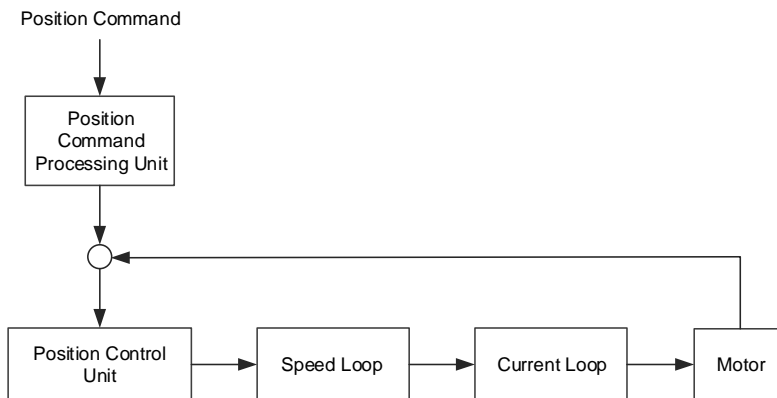 Position Command
Position
Command
Processing Unit
Position Control
Unit
Speed Loop
Current Loop
Motor